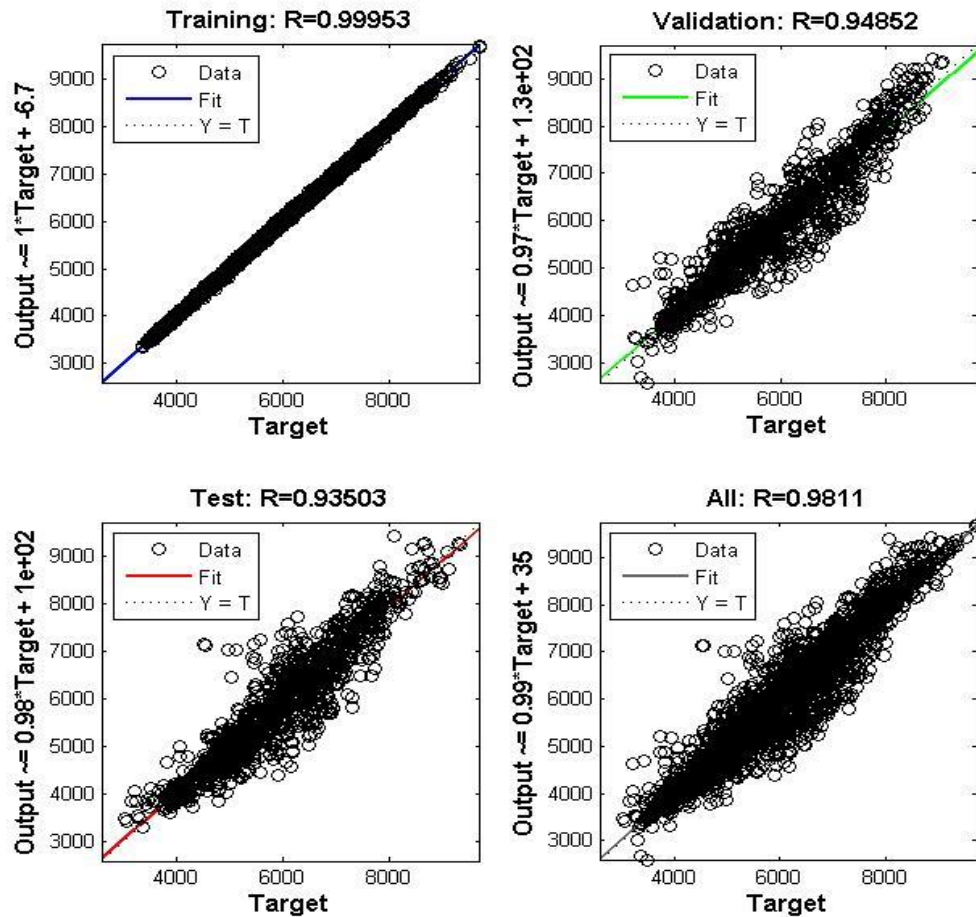 Training: R=0.99953
Output ~= 1*Target + -6.7
9000
8000
7000
6000
5000
4000
3000
Data
Fit
Y = T
4000 6000 8000
Target
Validation: R=0.94852
Output ~= 0.97*Target + 1.3e+02
9000
8000
7000
6000
5000
4000
3000
Data
Fit
Y = T
4000 6000 8000
Target
Test: R=0.93503
Output ~= 0.98*Target + 1e+02
9000
8000
7000
6000
5000
4000
3000
Data
Fit
Y = T
4000 6000 8000
Target
All: R=0.9811
Output ~= 0.99*Target + 35
9000
8000
7000
6000
5000
4000
3000
Data
Fit
Y = T
4000 6000 8000
Target